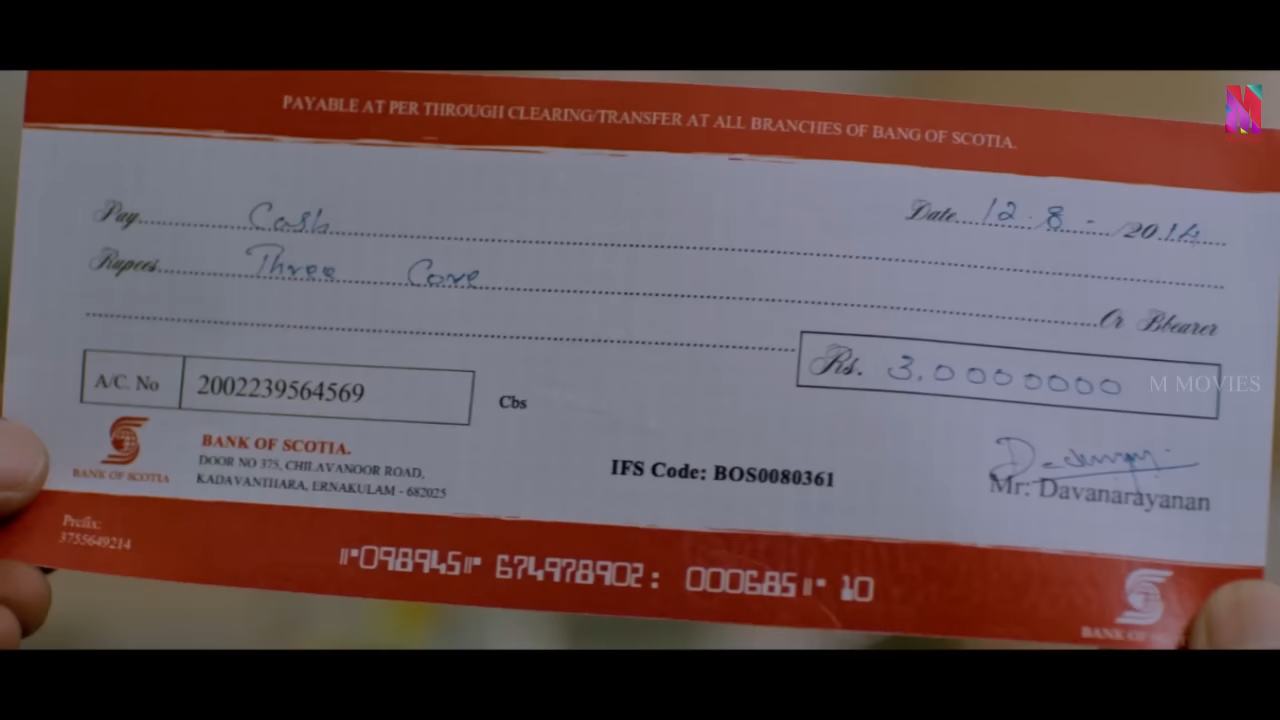 PAYABLE AT PER THROUGH CLEARING/TRANSFER AT ALL BRANCHES OF BANG OF SCOTIA.
Date 12.8-/2014
Pay Cash
Rupees Three Core
Or Bbearer
Rs. 3,0000000
M MOVIES
A/C. No 2002239564569
Cbs
BANK OF SCOTIA
BANK OF SCOTIA.
DOOR NO 375, CHILAVANOOR ROAD,
KADAVANTHARA, ERNAKULAM - 682025
IFS Code: BOS0080361
Mr. Davanarayanan
Prefix:
3755649214
⑈098945⑈ 674978902: 000685⑈ 10
BANK OF